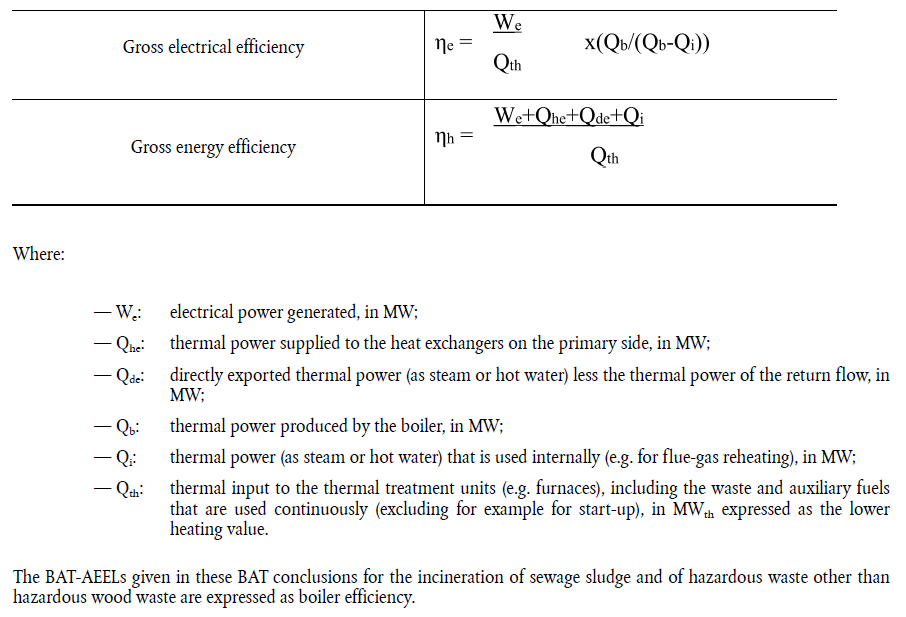 Gross electrical efficiency
ηe = We
Qth
x(Qb/(Qb-Qi))
Gross energy efficiency
ηh = We+Qhe+Qde+Qi
Qth
Where:
— We: electrical power generated, in MW;
— Qhe: thermal power supplied to the heat exchangers on the primary side, in MW;
— Qde: directly exported thermal power (as steam or hot water) less the thermal power of the return flow, in
MW;
— Qb: thermal power produced by the boiler, in MW;
— Qi: thermal power (as steam or hot water) that is used internally (e.g. for flue-gas reheating), in MW;
— Qth: thermal input to the thermal treatment units (e.g. furnaces), including the waste and auxiliary fuels
that are used continuously (excluding for example for start-up), in MWth expressed as the lower
heating value.
The BAT-AEELs given in these BAT conclusions for the incineration of sewage sludge and of hazardous waste other than
hazardous wood waste are expressed as boiler efficiency.